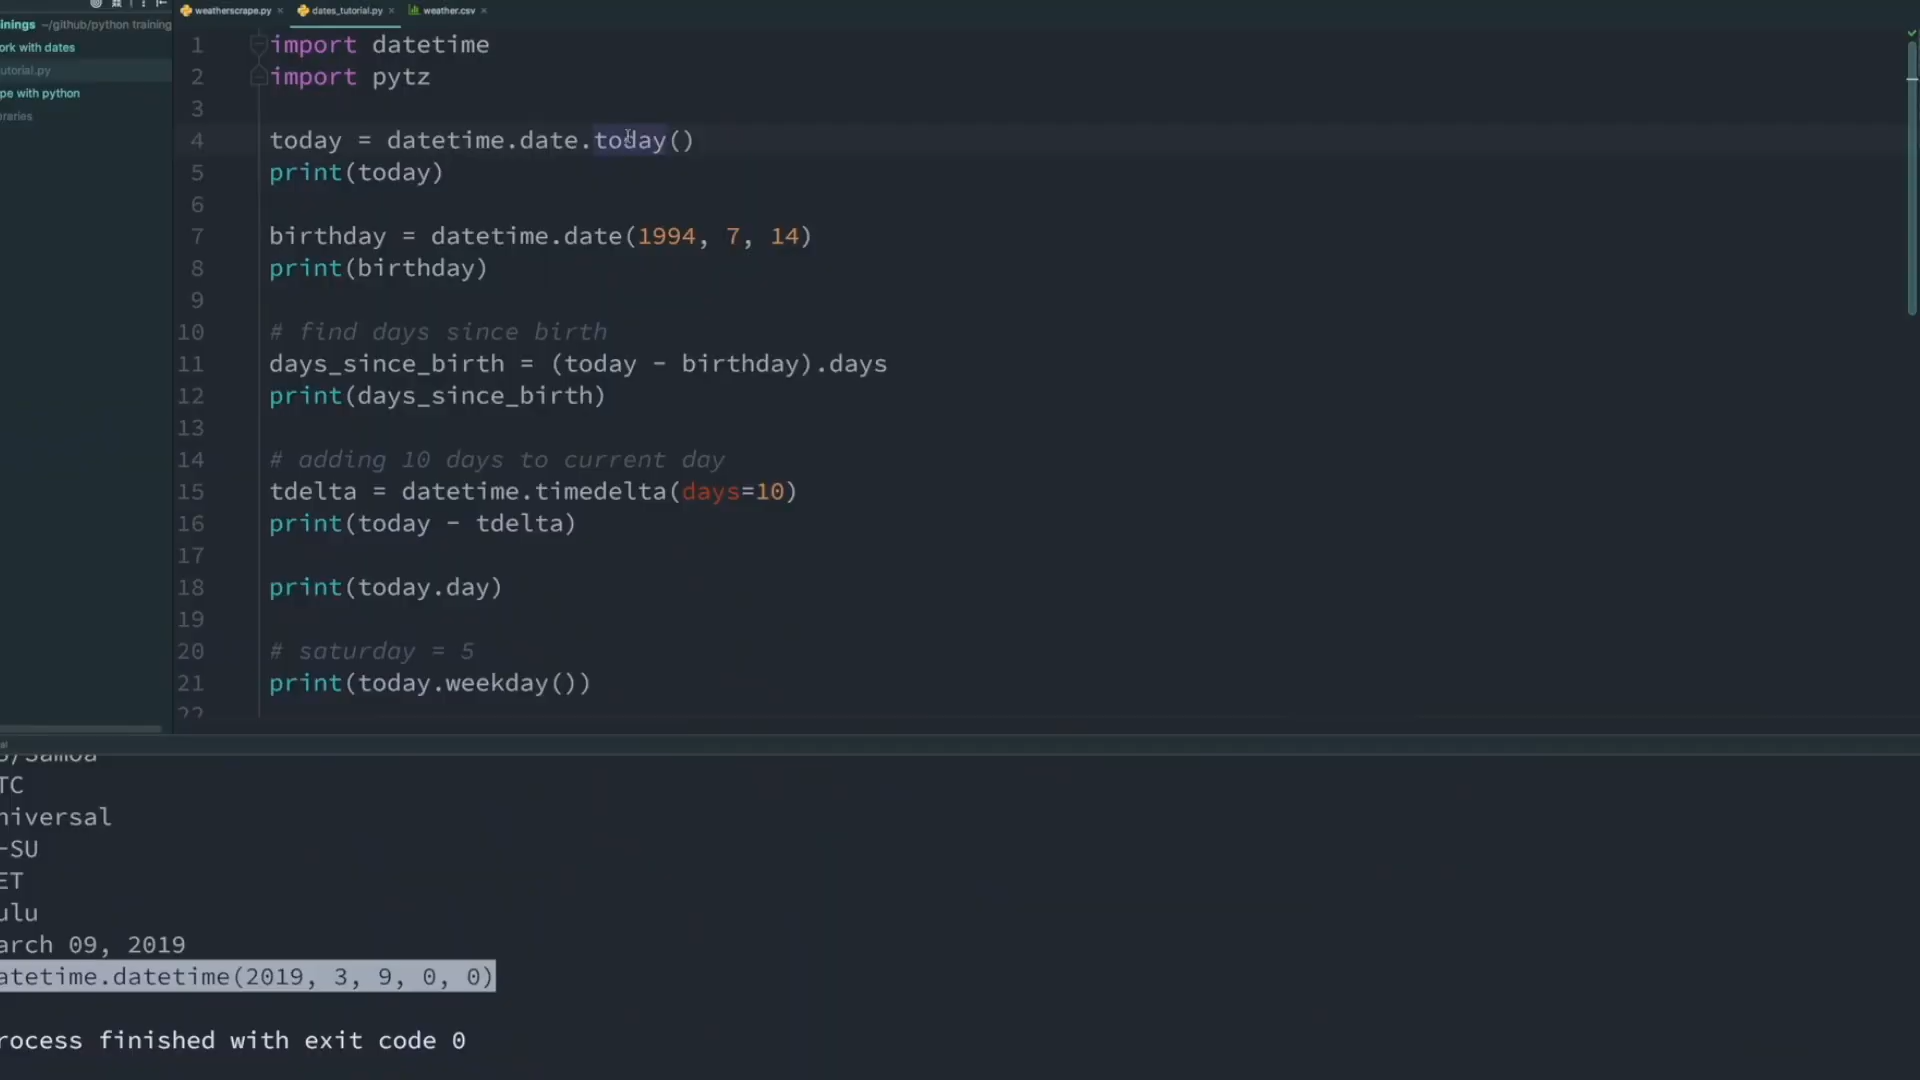 weatherscrape.py dates_tutorial.py weather.csv
inings ~/github/python training
ork with dates
utorial.py
pe with python
braries
1 import datetime
2 import pytz
3
4 today = datetime.date.today()
5 print(today)
6
7 birthday = datetime.date(1994, 7, 14)
8 print(birthday)
9
10 # find days since birth
11 days_since_birth = (today - birthday).days
12 print(days_since_birth)
13
14 # adding 10 days to current day
15 tdelta = datetime.timedelta(days=10)
16 print(today - tdelta)
17
18 print(today.day)
19
20 # saturday = 5
21 print(today.weekday())
22
al
S/Samoa
TC
niversal
-SU
ET
ulu
arch 09, 2019
atetime.datetime(2019, 3, 9, 0, 0)
rocess finished with exit code 0